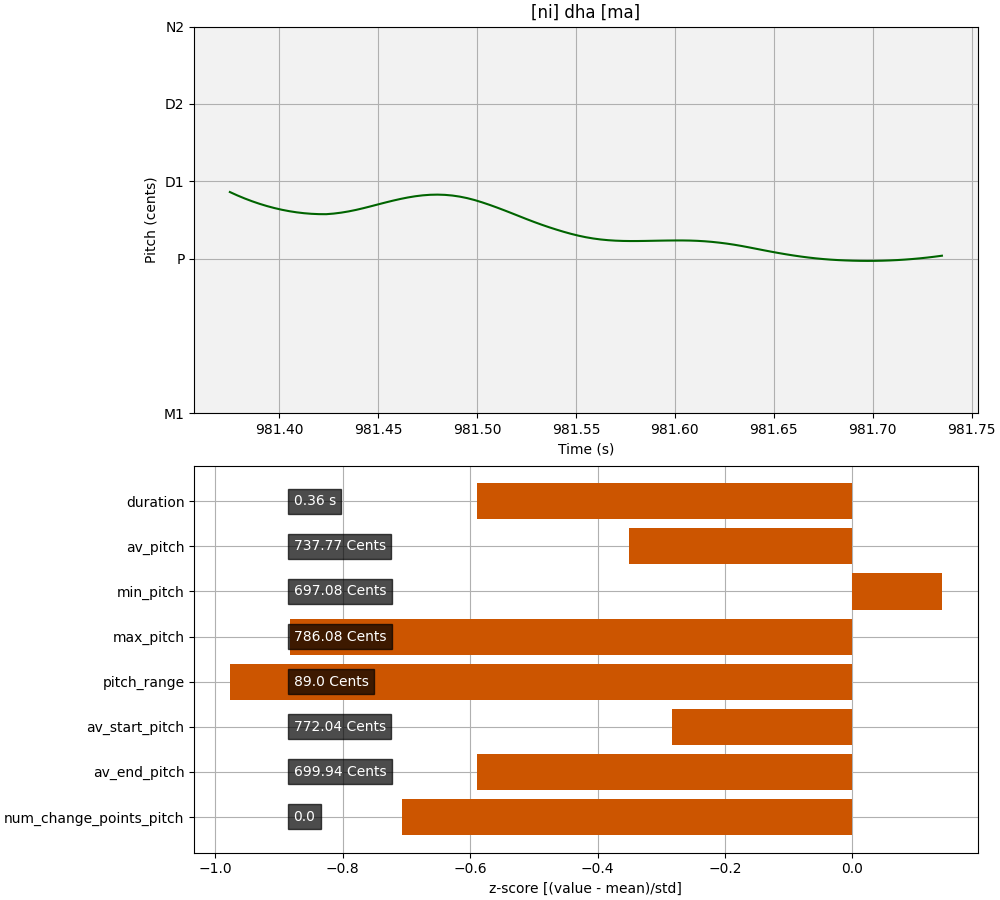 [ni] dha [ma]
N2
D2
D1
P
M1
Pitch (cents)
981.40 981.45 981.50 981.55 981.60 981.65 981.70 981.75
Time (s)
duration 0.36 s
av_pitch 737.77 Cents
min_pitch 697.08 Cents
max_pitch 786.08 Cents
pitch_range 89.0 Cents
av_start_pitch 772.04 Cents
av_end_pitch 699.94 Cents
num_change_points_pitch 0.0
−1.0 −0.8 −0.6 −0.4 −0.2 0.0
z-score [(value - mean)/std]